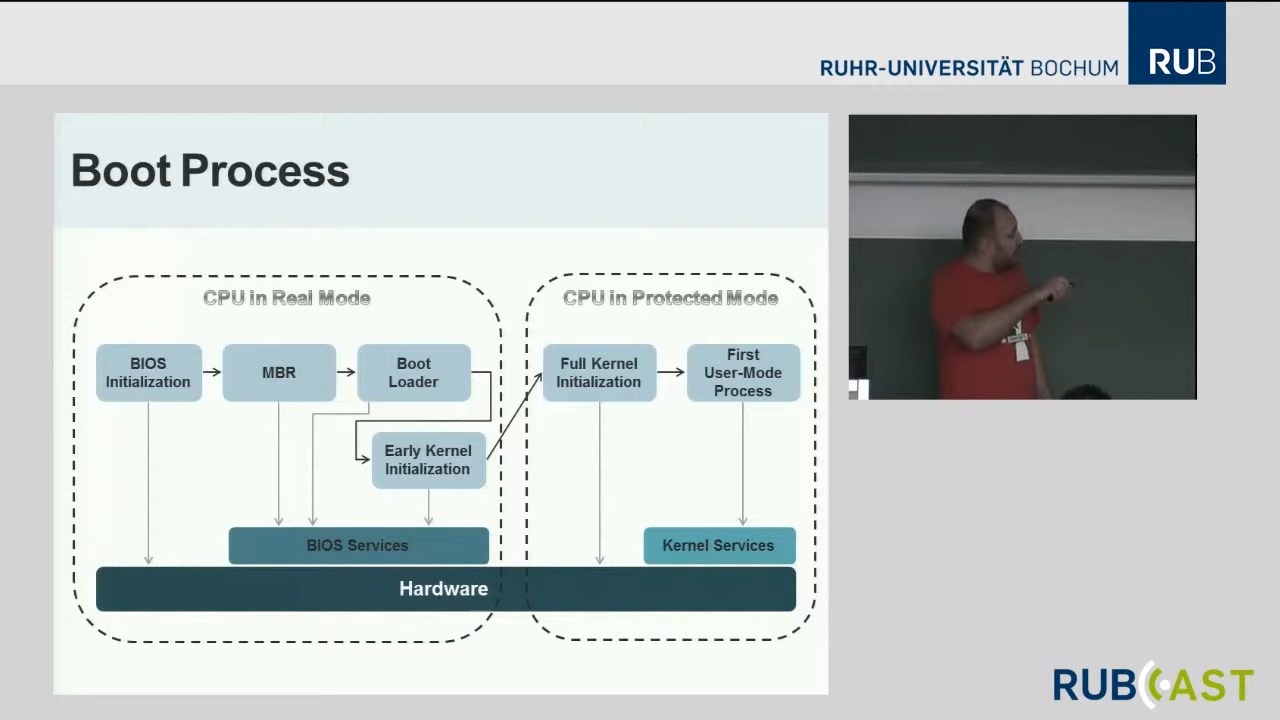 RUHR-UNIVERSITÄT BOCHUM
RUB
Boot Process
CPU in Real Mode
CPU in Protected Mode
BIOS
Initialization
MBR
Boot
Loader
Full Kernel
Initialization
First
User-Mode
Process
Early Kernel
Initialization
BIOS Services
Kernel Services
Hardware
RUBCAST